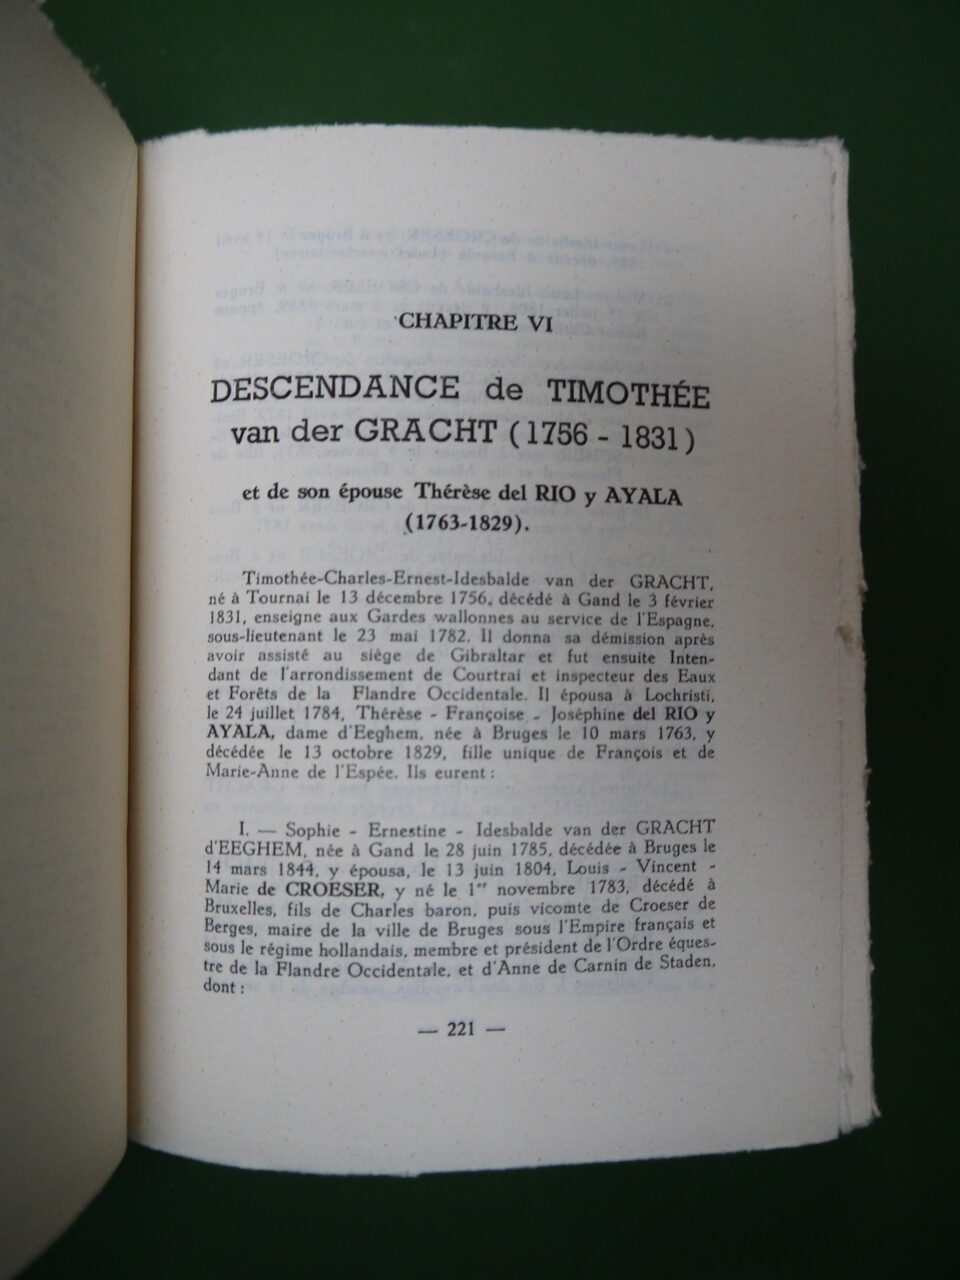 CHAPITRE VI
DESCENDANCE de TIMOTHÉE
van der GRACHT (1756 - 1831)
et de son épouse Thérèse del RIO y AYALA
(1763-1829).
Timothée-Charles-Ernest-Idesbalde van der GRACHT,
né à Tournai le 13 décembre 1756, décédé à Gand le 3 février
1831, enseigne aux Gardes wallonnes au service de l'Espagne,
sous-lieutenant le 23 mai 1782. Il donna sa démission après
avoir assisté au siège de Gibraltar et fut ensuite Inten-
dant de l'arrondissement de Courtrai et inspecteur des Eaux
et Forêts de la Flandre Occidentale. Il épousa à Lochristi,
le 24 juillet 1784, Thérèse - Françoise - Joséphine del RIO y
AYALA, dame d'Eeghem, née à Bruges le 10 mars 1763, y
décédée le 13 octobre 1829, fille unique de François et de
Marie-Anne de l'Espée. Ils eurent :
I. — Sophie - Ernestine - Idesbalde van der GRACHT
d'EEGHEM, née à Gand le 28 juin 1785, décédée à Bruges le
14 mars 1844, y épousa, le 13 juin 1804, Louis - Vincent -
Marie de CROESER, y né le 1er novembre 1783, décédé à
Bruxelles, fils de Charles baron, puis vicomte de Croeser de
Berges, maire de la ville de Bruges sous l'Empire français et
sous le régime hollandais, membre et président de l'Ordre éques-
tre de la Flandre Occidentale, et d'Anne de Carnin de Staden,
dont :
— 221 —